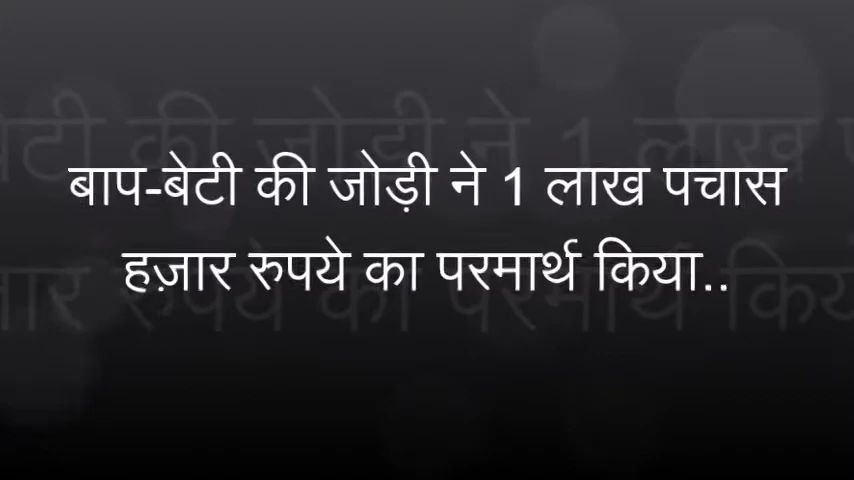 बाप-बेटी की जोड़ी ने 1 लाख पचास
हज़ार रुपये का परमार्थ किया..